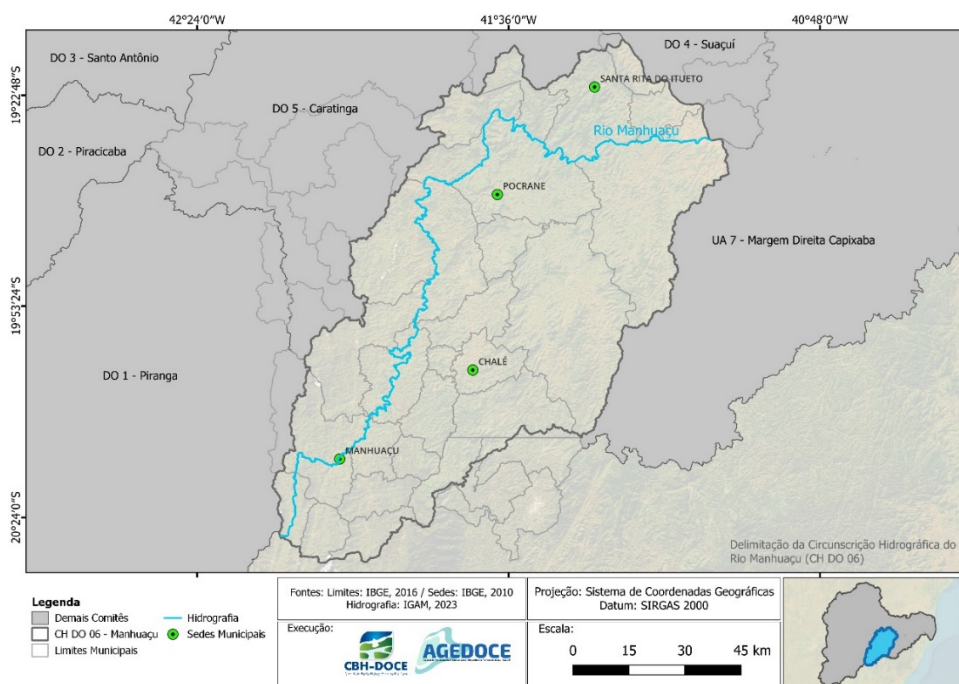 42°24'0"W
41°36'0"W
40°48'0"W
19°22'48"S
19°53'24"S
20°24'0"S
DO 3 - Santo Antônio
DO 4 - Suaçuí
DO 5 - Caratinga
SANTA RITA DO ITUETO
Rio Manhuaçu
DO 2 - Piracicaba
POCRANE
UA 7 - Margem Direita Capixaba
DO 1 - Piranga
CHALÉ
MANHUAÇU
Delimitação da Circunscrição Hidrográfica do
Rio Manhuaçu (CH DO 06)
Legenda
Demais Comitês
CH DO 06 - Manhuaçu
Limites Municipais
Hidrografia
Sedes Municipais
Fontes: Limites: IBGE, 2016 / Sedes: IBGE, 2010
Hidrografia: IGAM, 2023
Execução:
CBH-DOCE
AGEDOCE
Projeção: Sistema de Coordenadas Geográficas
Datum: SIRGAS 2000
Escala:
0 15 30 45 km